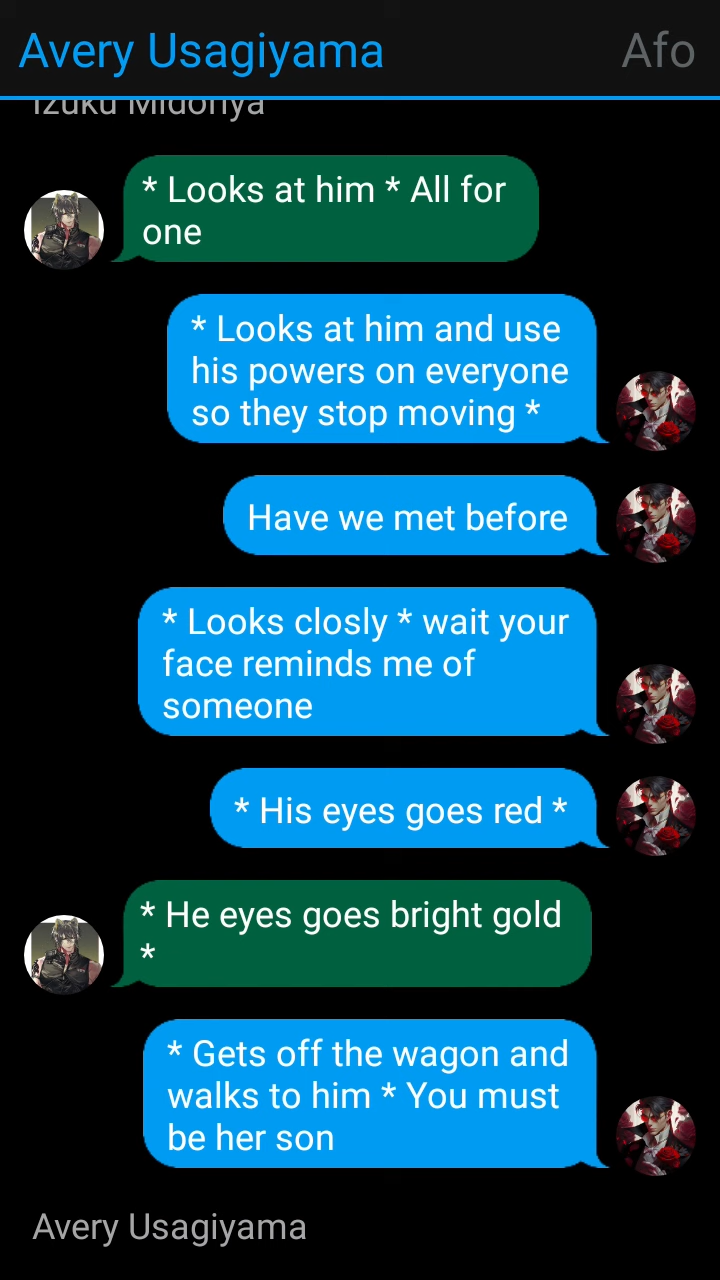 Avery Usagiyama
Afo
Izuku Midoriya
* Looks at him * All for
one
* Looks at him and use
his powers on everyone
so they stop moving *
Have we met before
* Looks closly * wait your
face reminds me of
someone
* His eyes goes red *
* He eyes goes bright gold
*
* Gets off the wagon and
walks to him * You must
be her son
Avery Usagiyama